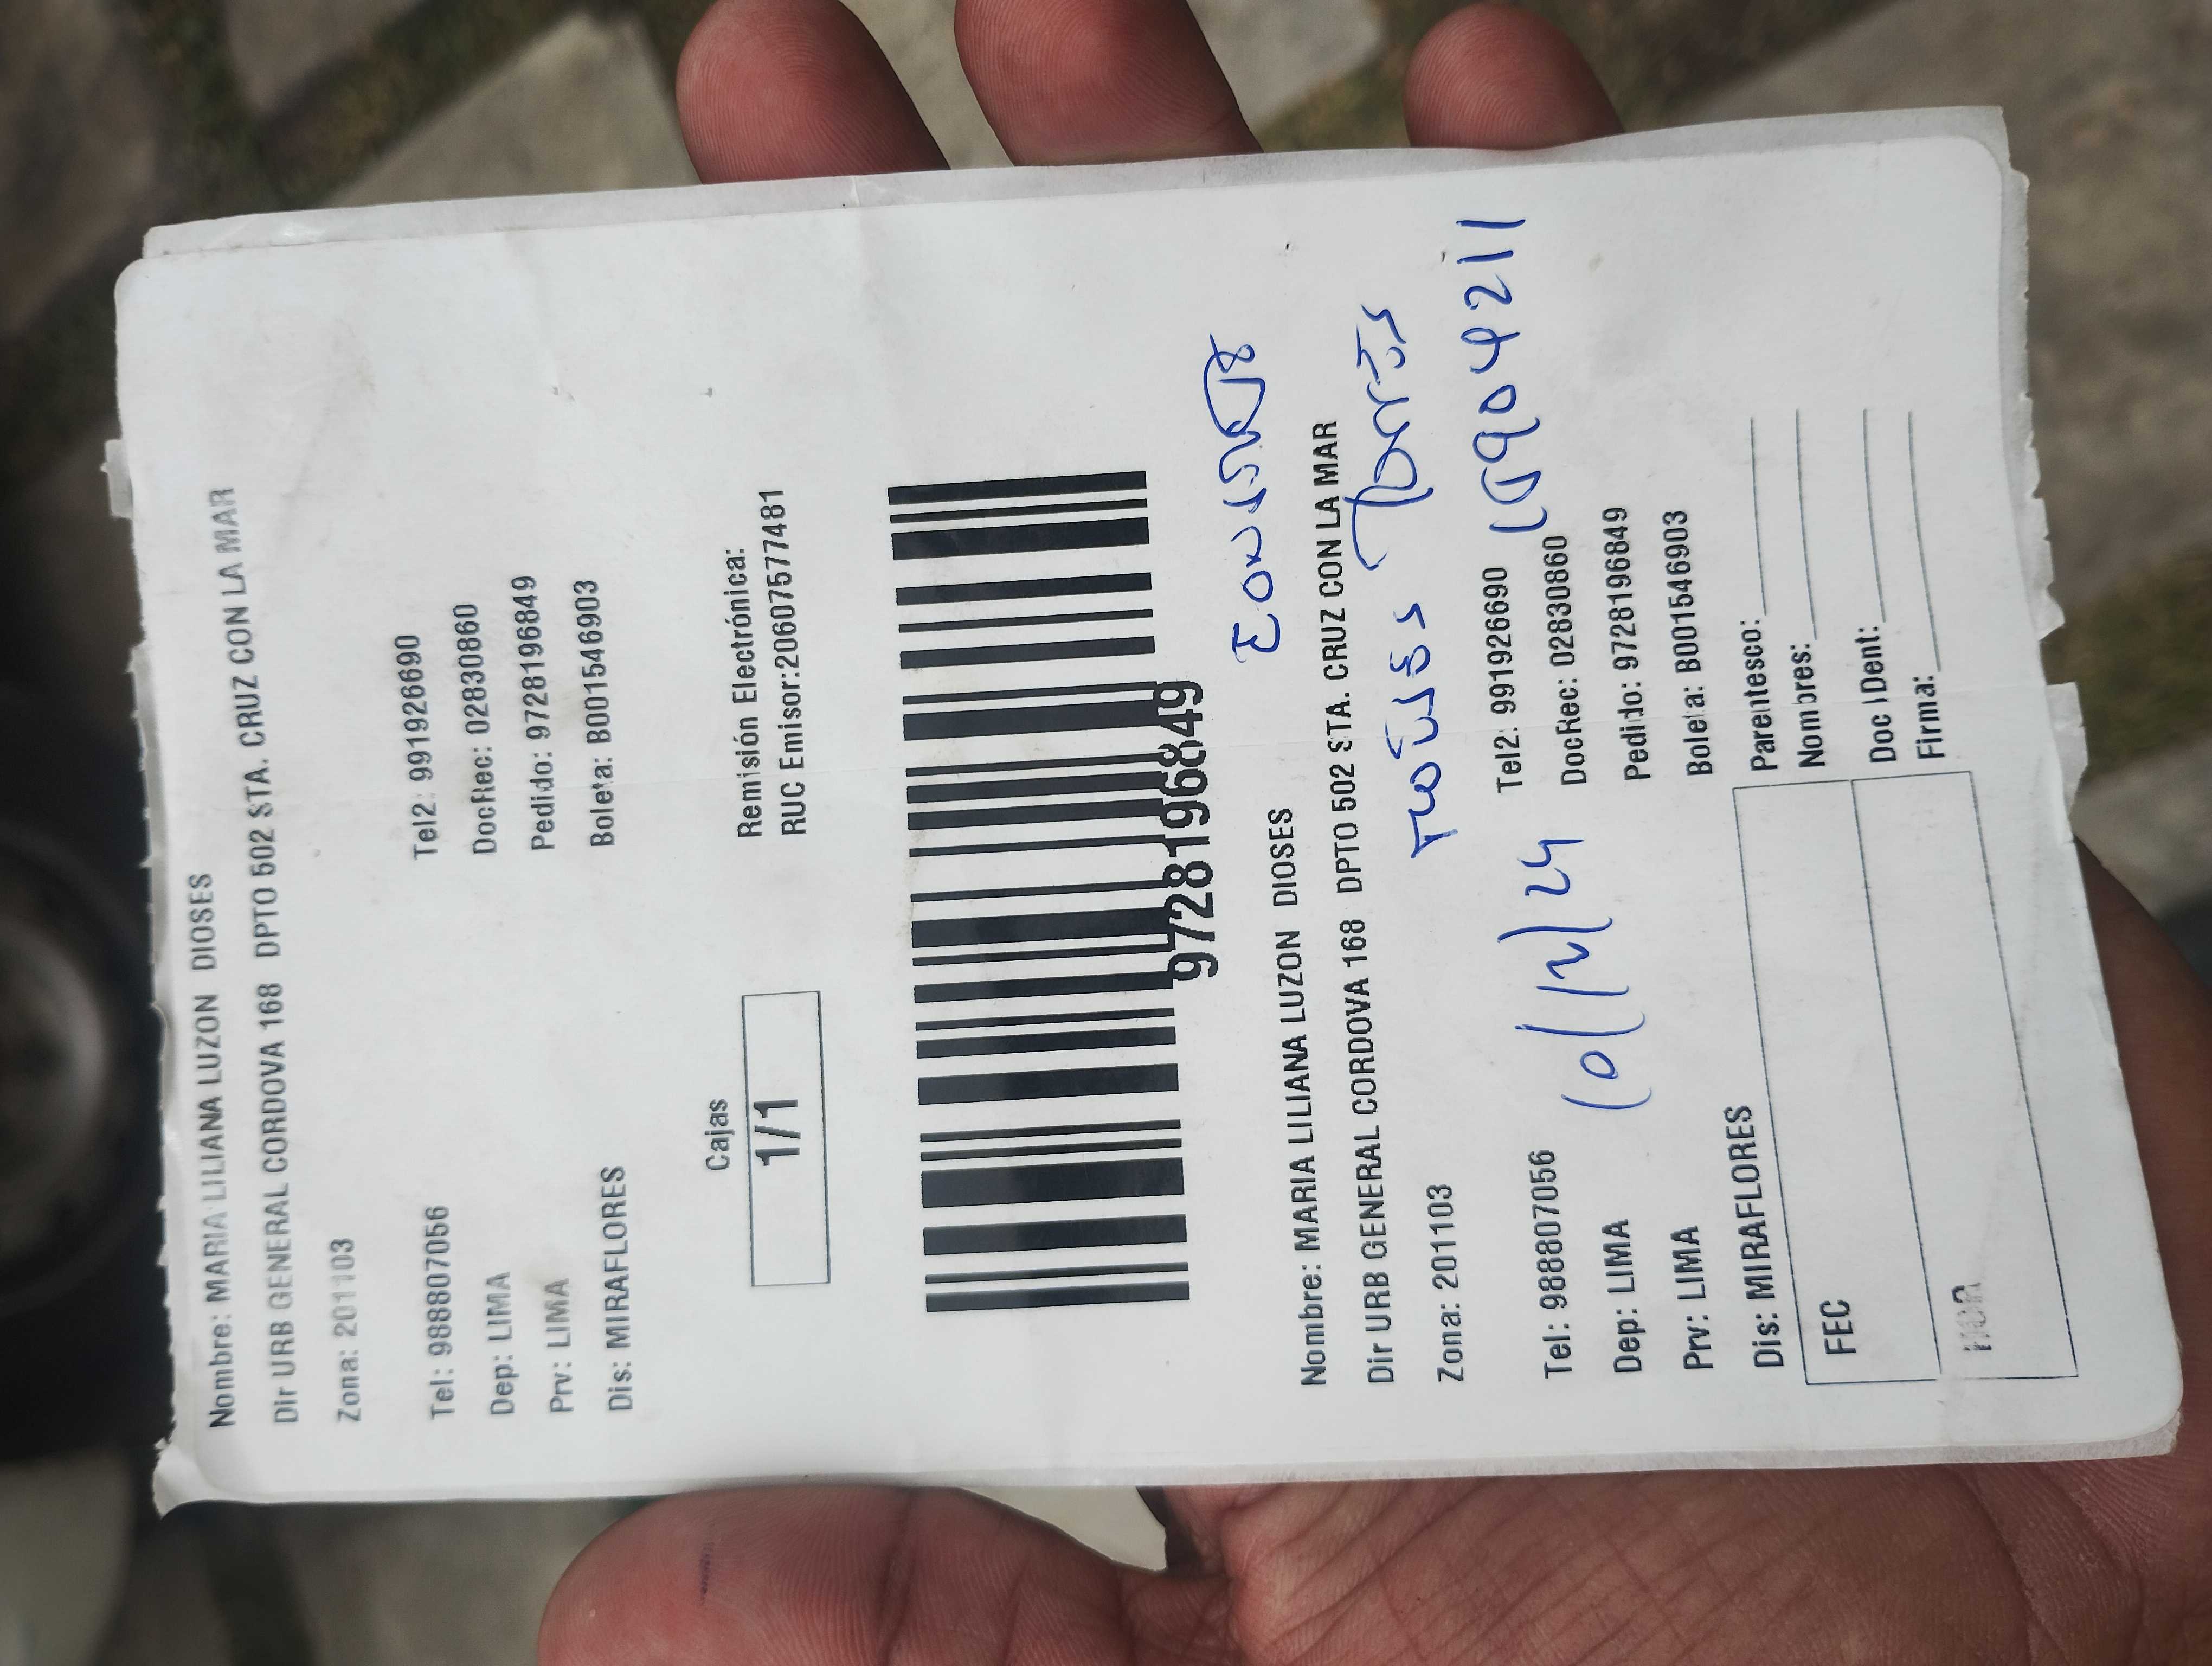 Nombre: MARIA LILIANA LUZON DIOSES
Dir URB GENERAL CORDOVA 168 DPTO 502 STA. CRUZ CON LA MAR
Zona: 201103
Tel: 988807056 Tel2: 991926690
Dep: LIMA DocRec: 02830860
Prv: LIMA Pedido: 97281968​49
Dis: MIRAFLORES Boleta: B001546903
Cajas
1/1
Remisión Electrónica:
RUC Emisor:20607577481
9728196849
Nombre: MARIA LILIANA LUZON DIOSES
Dir URB GENERAL CORDOVA 168 DPTO 502 STA. CRUZ CON LA MAR
Zona: 201103
Torres
10/12/24
Tel: 988807056 Tel2: 991926690
Dep: LIMA DocRec: 02830860
Prv: LIMA Pedido: 9728196849
Dis: MIRAFLORES Boleta: B001546903
FEC
HOR
Parentesco:
Nombres:
Doc IDent:
Firma: